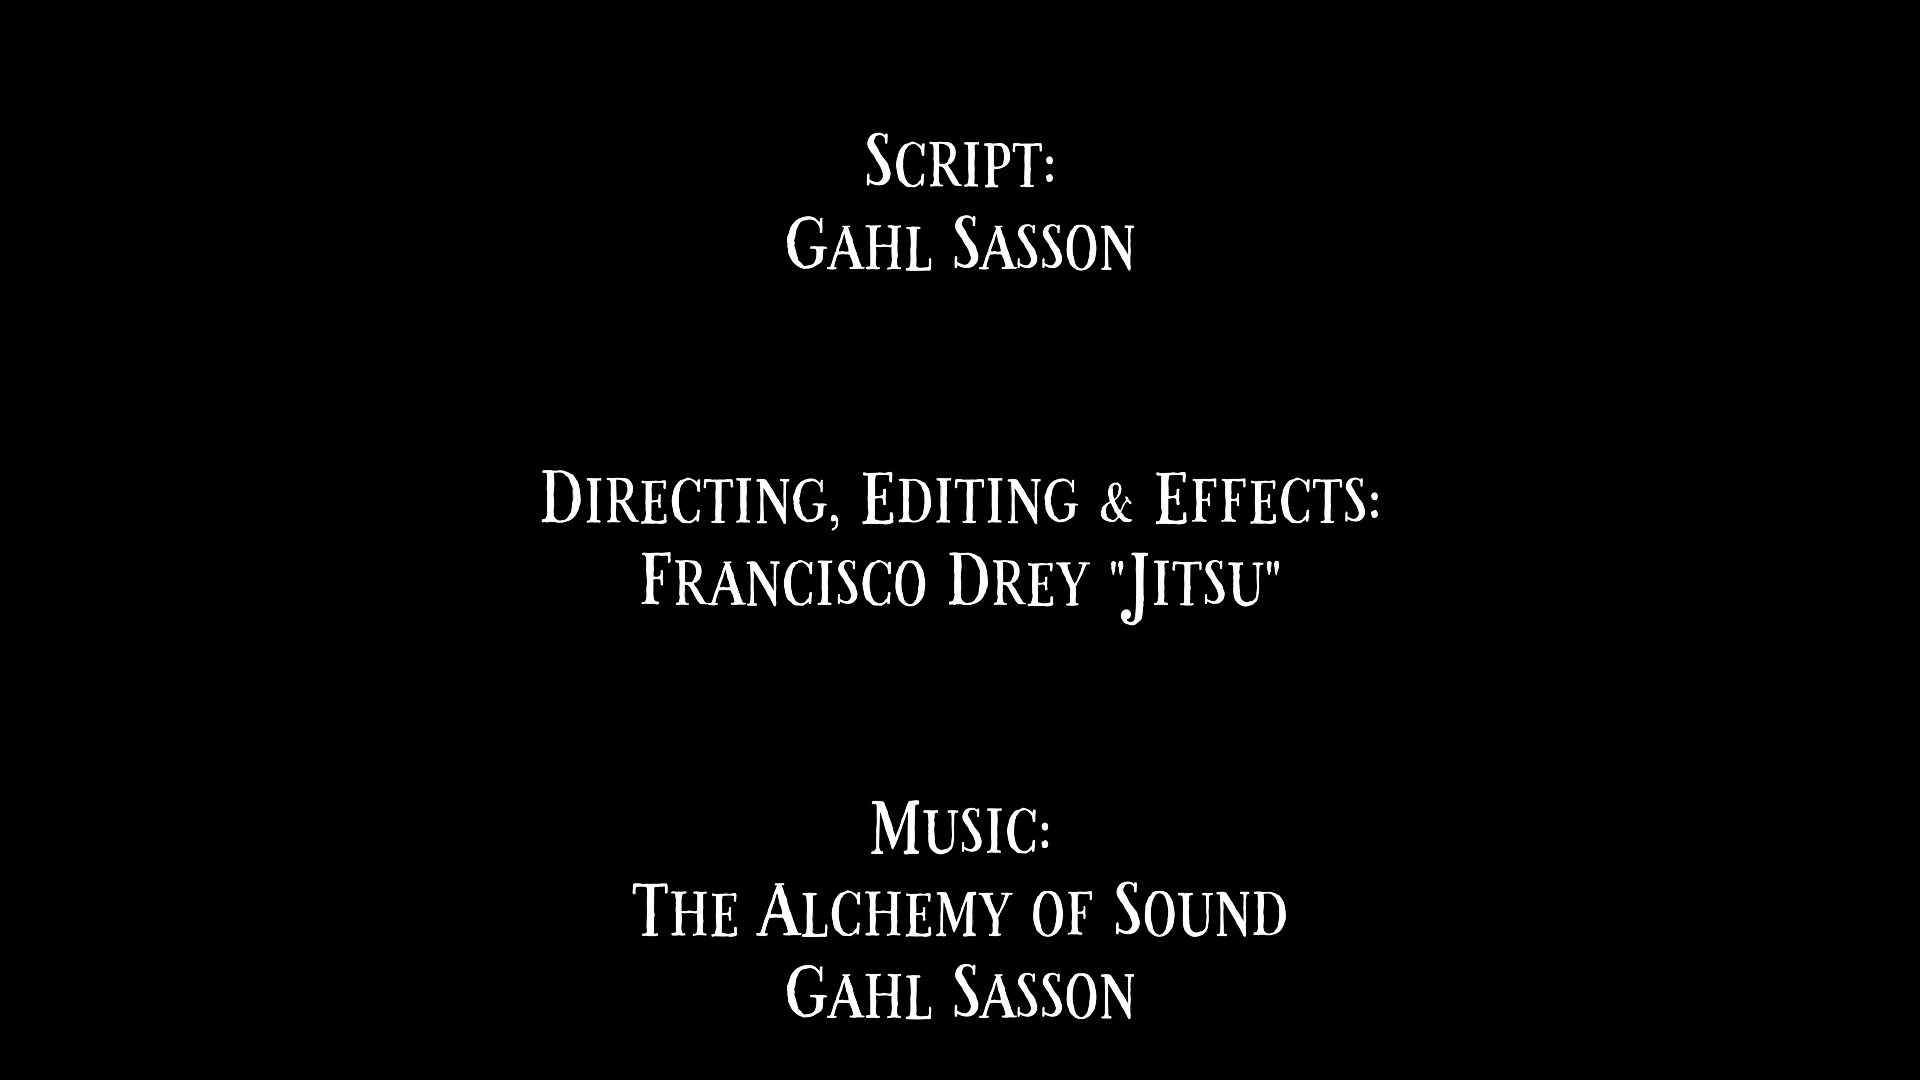 Script:
Gahl Sasson
Directing, Editing & Effects:
Francisco Drey "Jitsu"
Music:
The Alchemy of Sound
Gahl Sasson